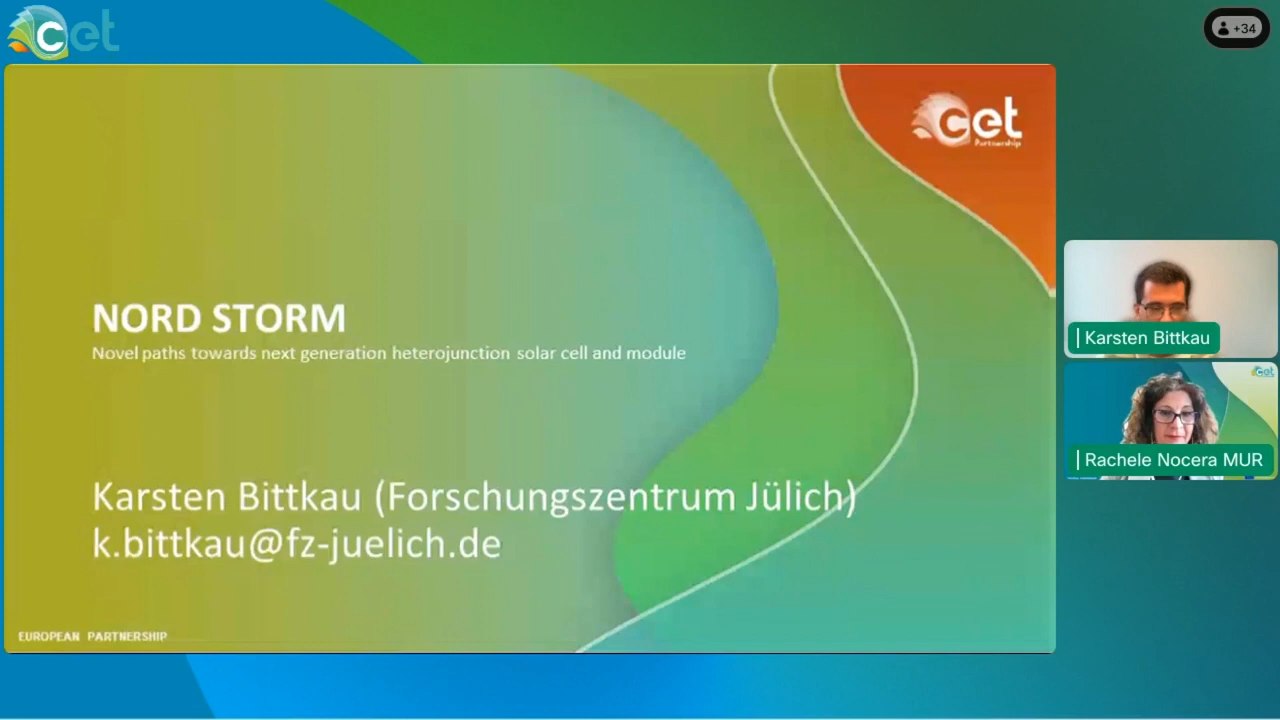 cet
+34
cet
Partnership
NORD STORM
Novel paths towards next generation heterojunction solar cell and module
Karsten Bittkau (Forschungszentrum Jülich)
k.bittkau@fz-juelich.de
EUROPEAN PARTNERSHIP
Karsten Bittkau
cet
Rachele Nocera MUR